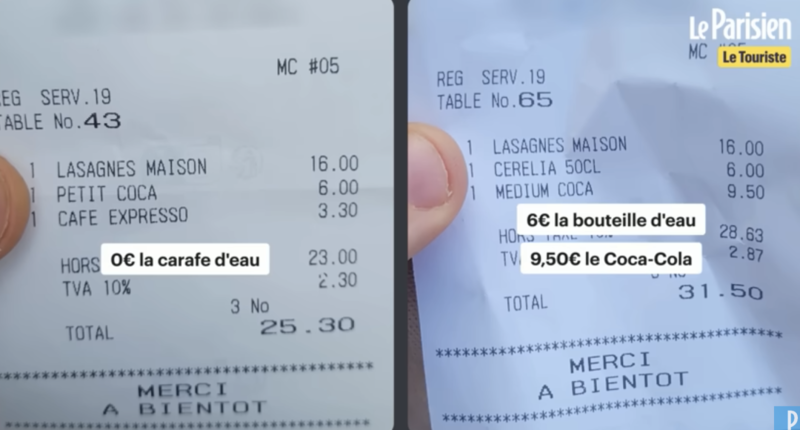 MC #05
REG SERV.19
TABLE No.43
1 LASAGNES MAISON 16.00
1 PETIT COCA 6.00
1 CAFE EXPRESSO 3.30
HORS 23.00
0€ la carafe d'eau
TVA 10% 2.30
3 No
TOTAL 25.30
MERCI
A BIENTOT
Le Parisien
Le Touriste
MC
REG SERV.19
TABLE No.65
1 LASAGNES MAISON 16.00
1 CERELIA 50CL 6.00
1 MEDIUM COCA 9.50
6€ la bouteille d'eau
28.63
9,50€ le Coca-Cola
2.87
TOTAL 31.50
MERCI
A BIENTOT
P